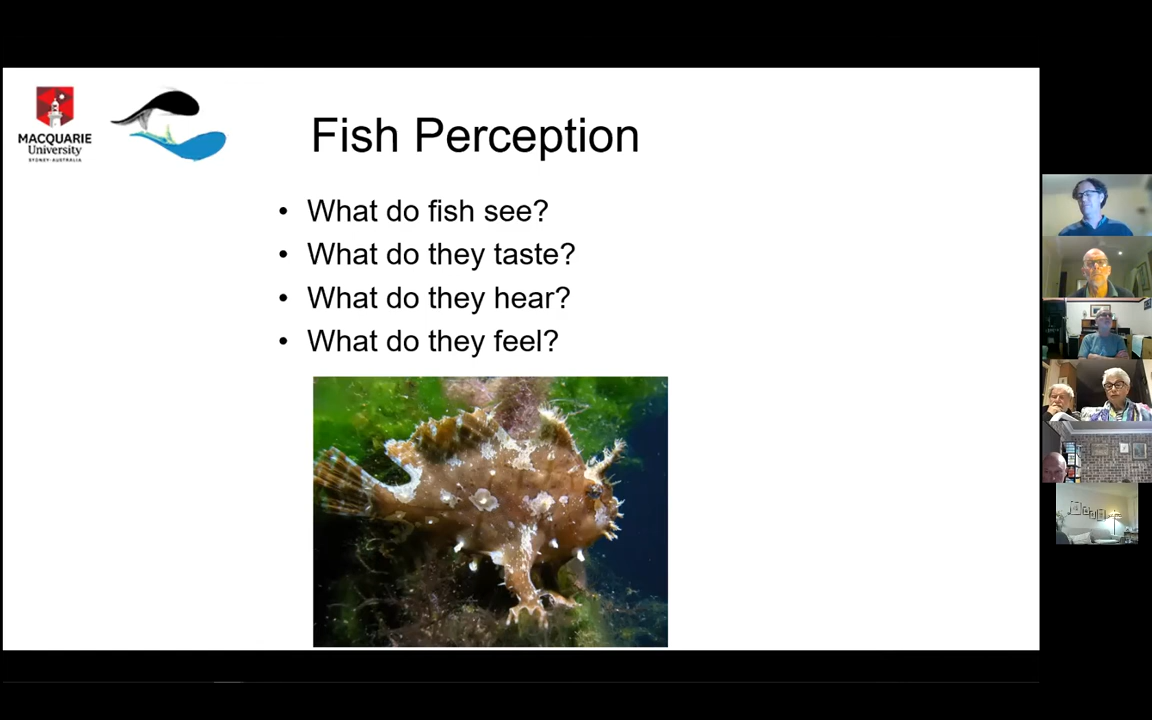 MACQUARIE
University
SYDNEY·AUSTRALIA
Fish Perception
• What do fish see?
• What do they taste?
• What do they hear?
• What do they feel?